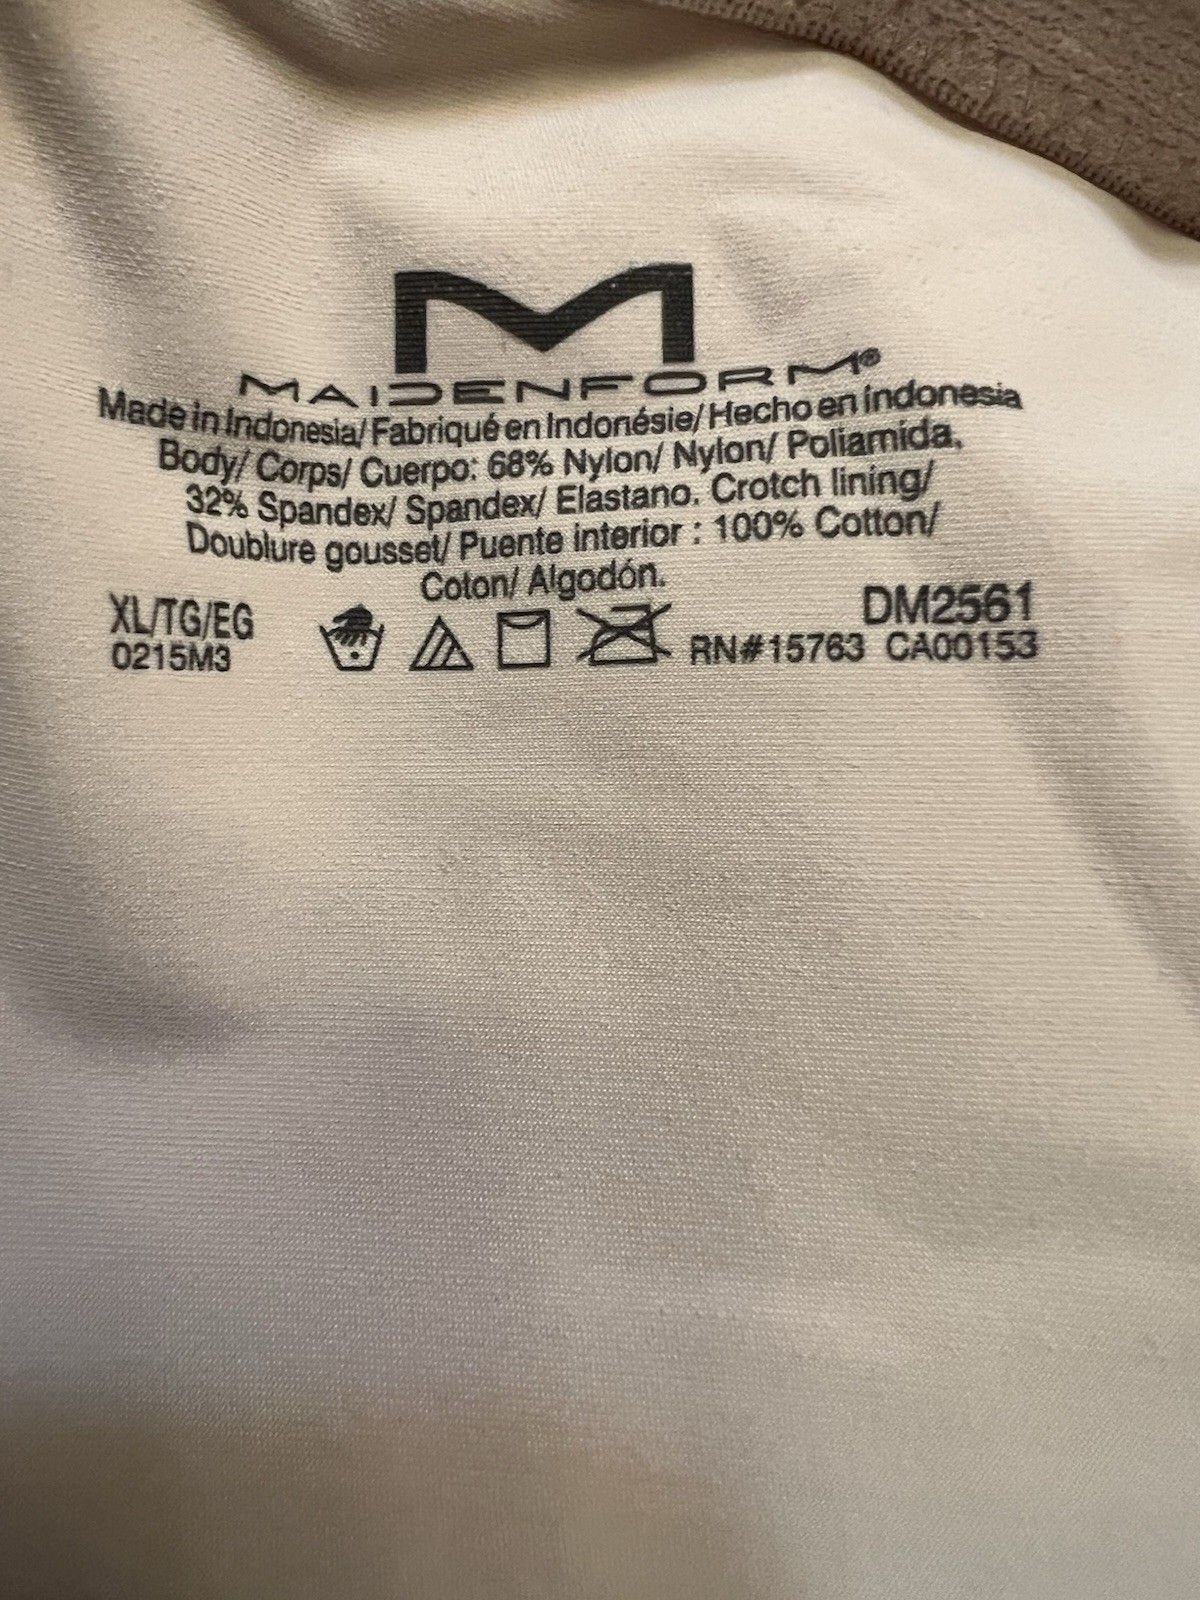 M
MAIDENFORM®
Made in Indonesia/ Fabriqué en Indonésie/ Hecho en indonesia
Body/ Corps/ Cuerpo: 68% Nylon/ Nylon/ Poliamida,
32% Spandex/ Spandex/ Elastano. Crotch lining/
Doublure gousset/ Puente interior : 100% Cotton/
Coton/ Algodón.
XL/TG/EG
0215M3
DM2561
RN#15763 CA00153